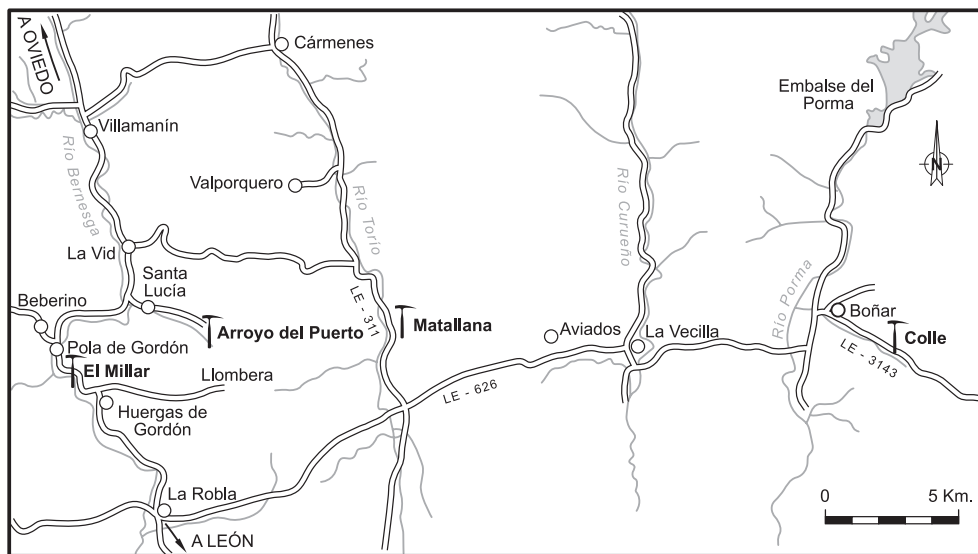 A OVIEDO
Cármenes
Embalse del
Porma
Villamanín
N
Río Bernesga
Valporquero
Río Torío
Río Curueño
La Vid
Santa
Lucía
Río Porma
Beberino
LE - 311
Matallana
Boñar
Arroyo del Puerto
Aviados
La Vecilla
Colle
Pola de Gordón
LE - 3143
El Millar
Llombera
LE - 626
Huergas de
Gordón
La Robla
0 5 Km.
A LEÓN